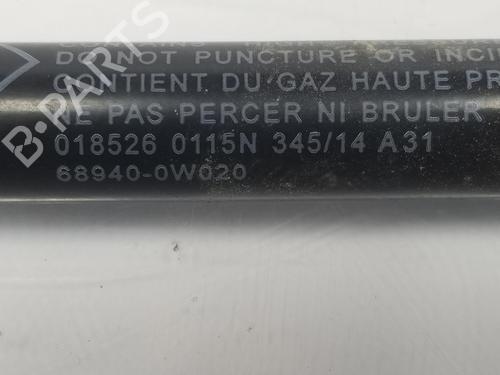 DO NOT PUNCTURE OR INCI
CONTIENT DU GAZ HAUTE PR
NE PAS PERCER NI BRULER
018526 0115N 345/14 A31
68940-0W020
B-PARTS